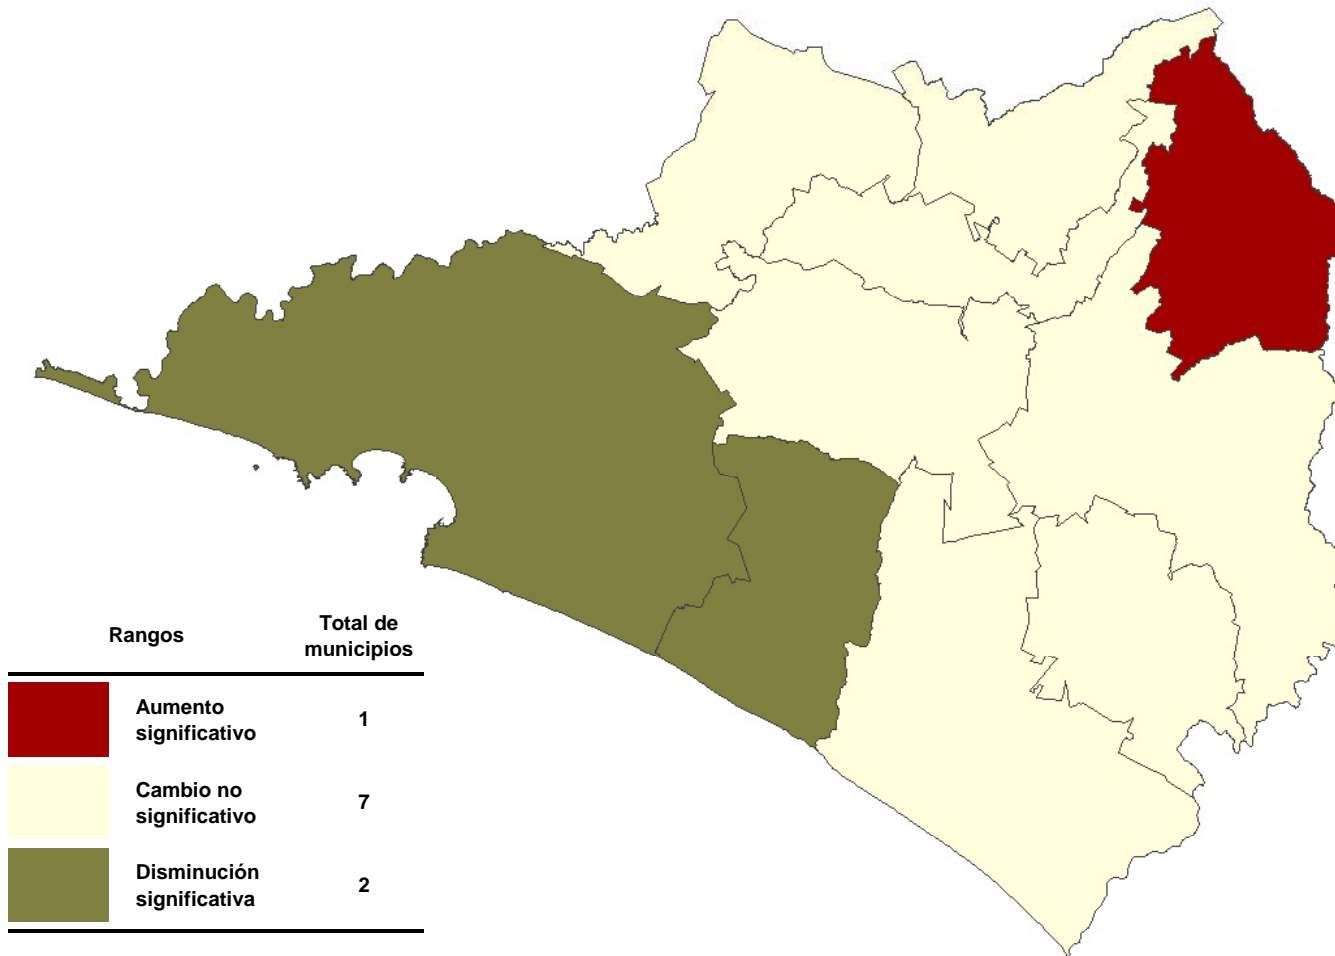 Rangos
Total de
municipios
Aumento
significativo
1
Cambio no
significativo
7
Disminución
significativa
2